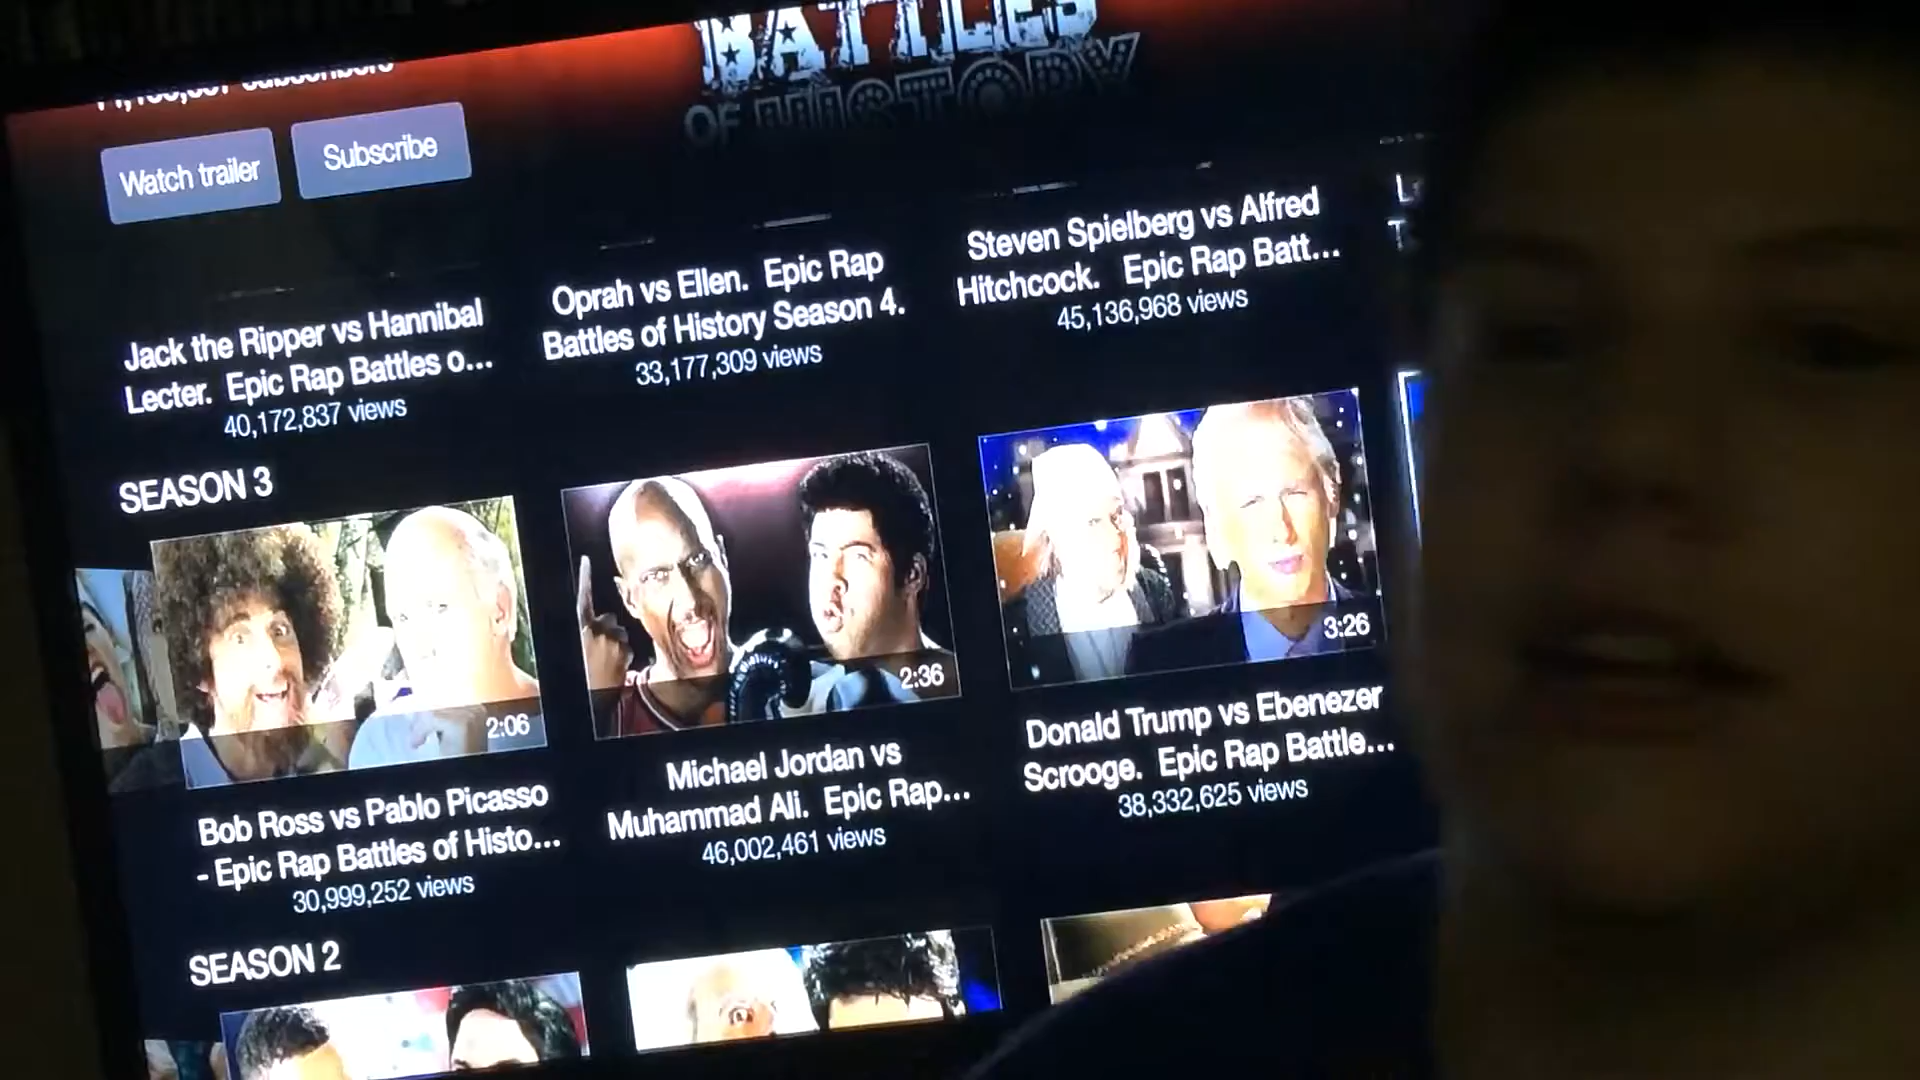 BATTLES
OF HISTORY
subscribers
Watch trailer
Subscribe
Jack the Ripper vs Hannibal
Lecter. Epic Rap Battles o...
40,172,837 views
Oprah vs Ellen. Epic Rap
Battles of History Season 4.
33,177,309 views
Steven Spielberg vs Alfred
Hitchcock. Epic Rap Batt...
45,136,968 views
SEASON 3
2:06
Bob Ross vs Pablo Picasso
- Epic Rap Battles of Histo...
30,999,252 views
2:36
Michael Jordan vs
Muhammad Ali. Epic Rap...
46,002,461 views
3:26
Donald Trump vs Ebenezer
Scrooge. Epic Rap Battle...
38,332,625 views
SEASON 2